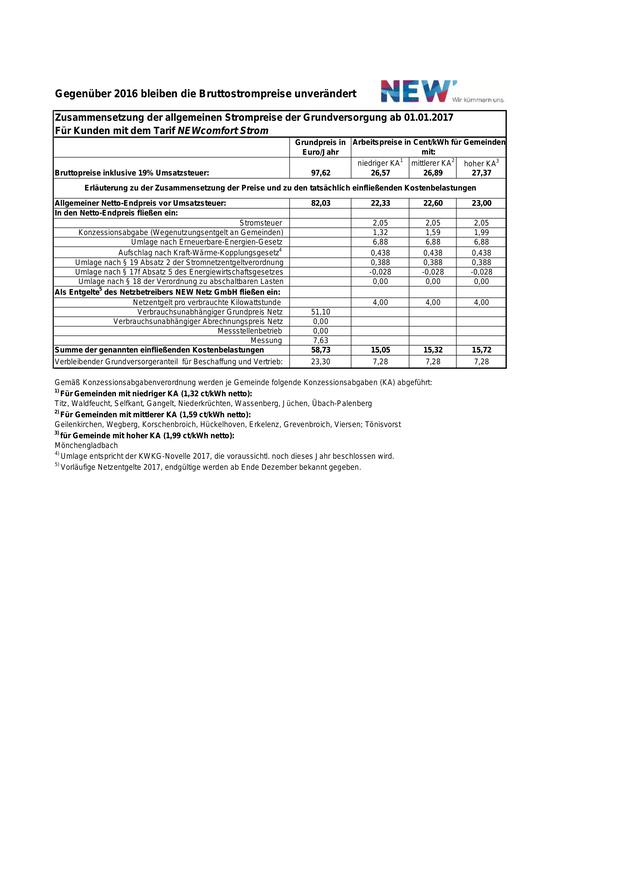 Gegenüber 2016 bleiben die Bruttostrompreise unverändert
NEW'
Wir kümmern uns.
Zusammensetzung der allgemeinen Strompreise der Grundversorgung ab 01.01.2017
Für Kunden mit dem Tarif NEWcomfort Strom
Grundpreis in Euro/Jahr Arbeitspreise in Cent/kWh für Gemeinden mit:
niedriger KA1 mittlerer KA2 hoher KA3
Bruttopreise inklusive 19% Umsatzsteuer: 97,62 26,57 26,89 27,37
Erläuterung zu der Zusammensetzung der Preise und zu den tatsächlich einfließenden Kostenbelastungen
Allgemeiner Netto-Endpreis vor Umsatzsteuer: 82,03 22,33 22,60 23,00
In den Netto-Endpreis fließen ein:
Stromsteuer 2,05 2,05 2,05
Konzessionsabgabe (Wegenutzungsentgelt an Gemeinden) 1,32 1,59 1,99
Umlage nach Erneuerbare-Energien-Gesetz 6,88 6,88 6,88
Aufschlag nach Kraft-Wärme-Kopplungsgesetz4 0,438 0,438 0,438
Umlage nach § 19 Absatz 2 der Stromnetzentgeltverordnung 0,388 0,388 0,388
Umlage nach § 17f Absatz 5 des Energiewirtschaftsgesetzes -0,028 -0,028 -0,028
Umlage nach § 18 der Verordnung zu abschaltbaren Lasten 0,00 0,00 0,00
Als Entgelte5 des Netzbetreibers NEW Netz GmbH fließen ein:
Netzentgelt pro verbrauchte Kilowattstunde 4,00 4,00 4,00
Verbrauchsunabhängiger Grundpreis Netz 51,10
Verbrauchsunabhängiger Abrechnungspreis Netz 0,00
Messstellenbetrieb 0,00
Messung 7,63
Summe der genannten einfließenden Kostenbelastungen 58,73 15,05 15,32 15,72
Verbleibender Grundversorgeranteil für Beschaffung und Vertrieb: 23,30 7,28 7,28 7,28
Gemäß Konzessionsabgabenverordnung werden je Gemeinde folgende Konzessionsabgaben (KA) abgeführt:
1) Für Gemeinden mit niedriger KA (1,32 ct/kWh netto):
Titz, Waldfeucht, Selfkant, Gangelt, Niederkrüchten, Wassenberg, Jüchen, Übach-Palenberg
2) Für Gemeinden mit mittlerer KA (1,59 ct/kWh netto):
Geilenkirchen, Wegberg, Korschenbroich, Hückelhoven, Erkelenz, Grevenbroich, Viersen; Tönisvorst
3) für Gemeinde mit hoher KA (1,99 ct/kWh netto):
Mönchengladbach
4) Umlage entspricht der KWKG-Novelle 2017, die voraussichtl. noch dieses Jahr beschlossen wird.
5) Vorläufige Netzentgelte 2017, endgültige werden ab Ende Dezember bekannt gegeben.